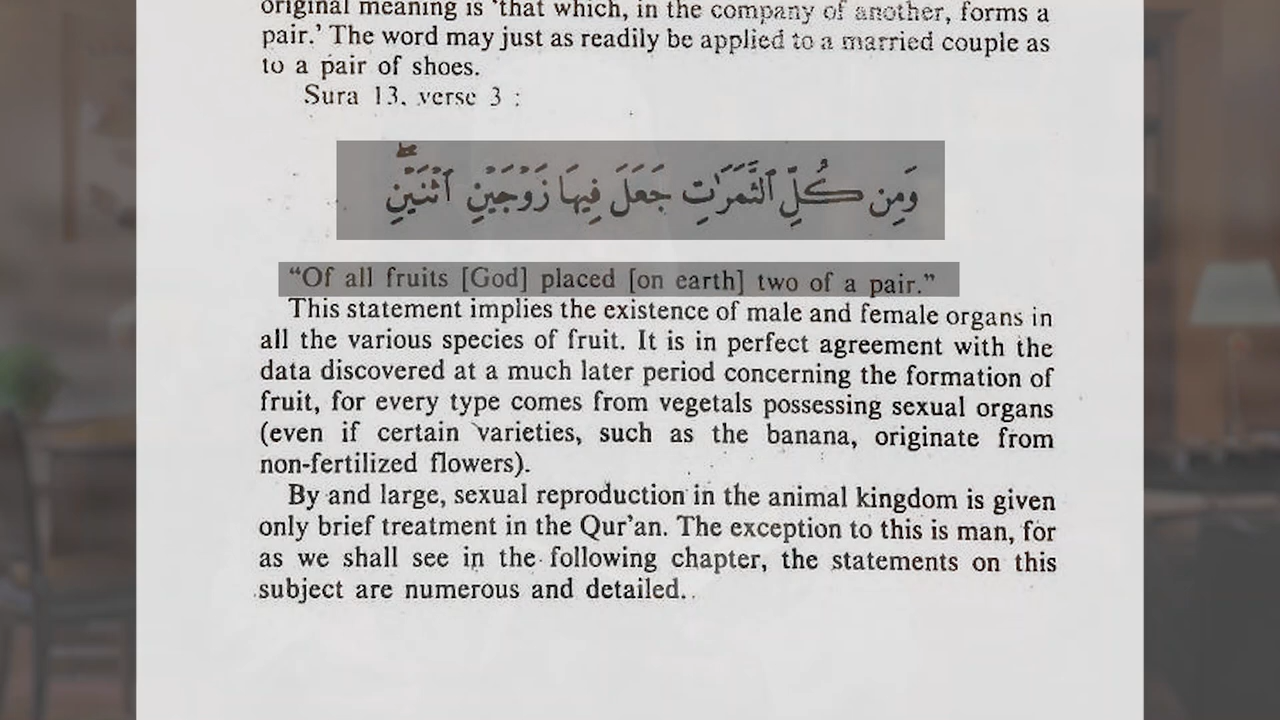 original meaning is 'that which, in the company of another, forms a
pair.' The word may just as readily be applied to a married couple as
to a pair of shoes.
Sura 13. verse 3 :
وَمِن كُلِّ ٱلثَّمَرَٰتِ جَعَلَ فِيهَا زَوْجَيْنِ ٱثْنَيْنِ ۖ
“Of all fruits [God] placed [on earth] two of a pair.”
This statement implies the existence of male and female organs in
all the various species of fruit. It is in perfect agreement with the
data discovered at a much later period concerning the formation of
fruit, for every type comes from vegetals possessing sexual organs
(even if certain varieties, such as the banana, originate from
non-fertilized flowers).
By and large, sexual reproduction in the animal kingdom is given
only brief treatment in the Qur'an. The exception to this is man, for
as we shall see in the following chapter, the statements on this
subject are numerous and detailed.